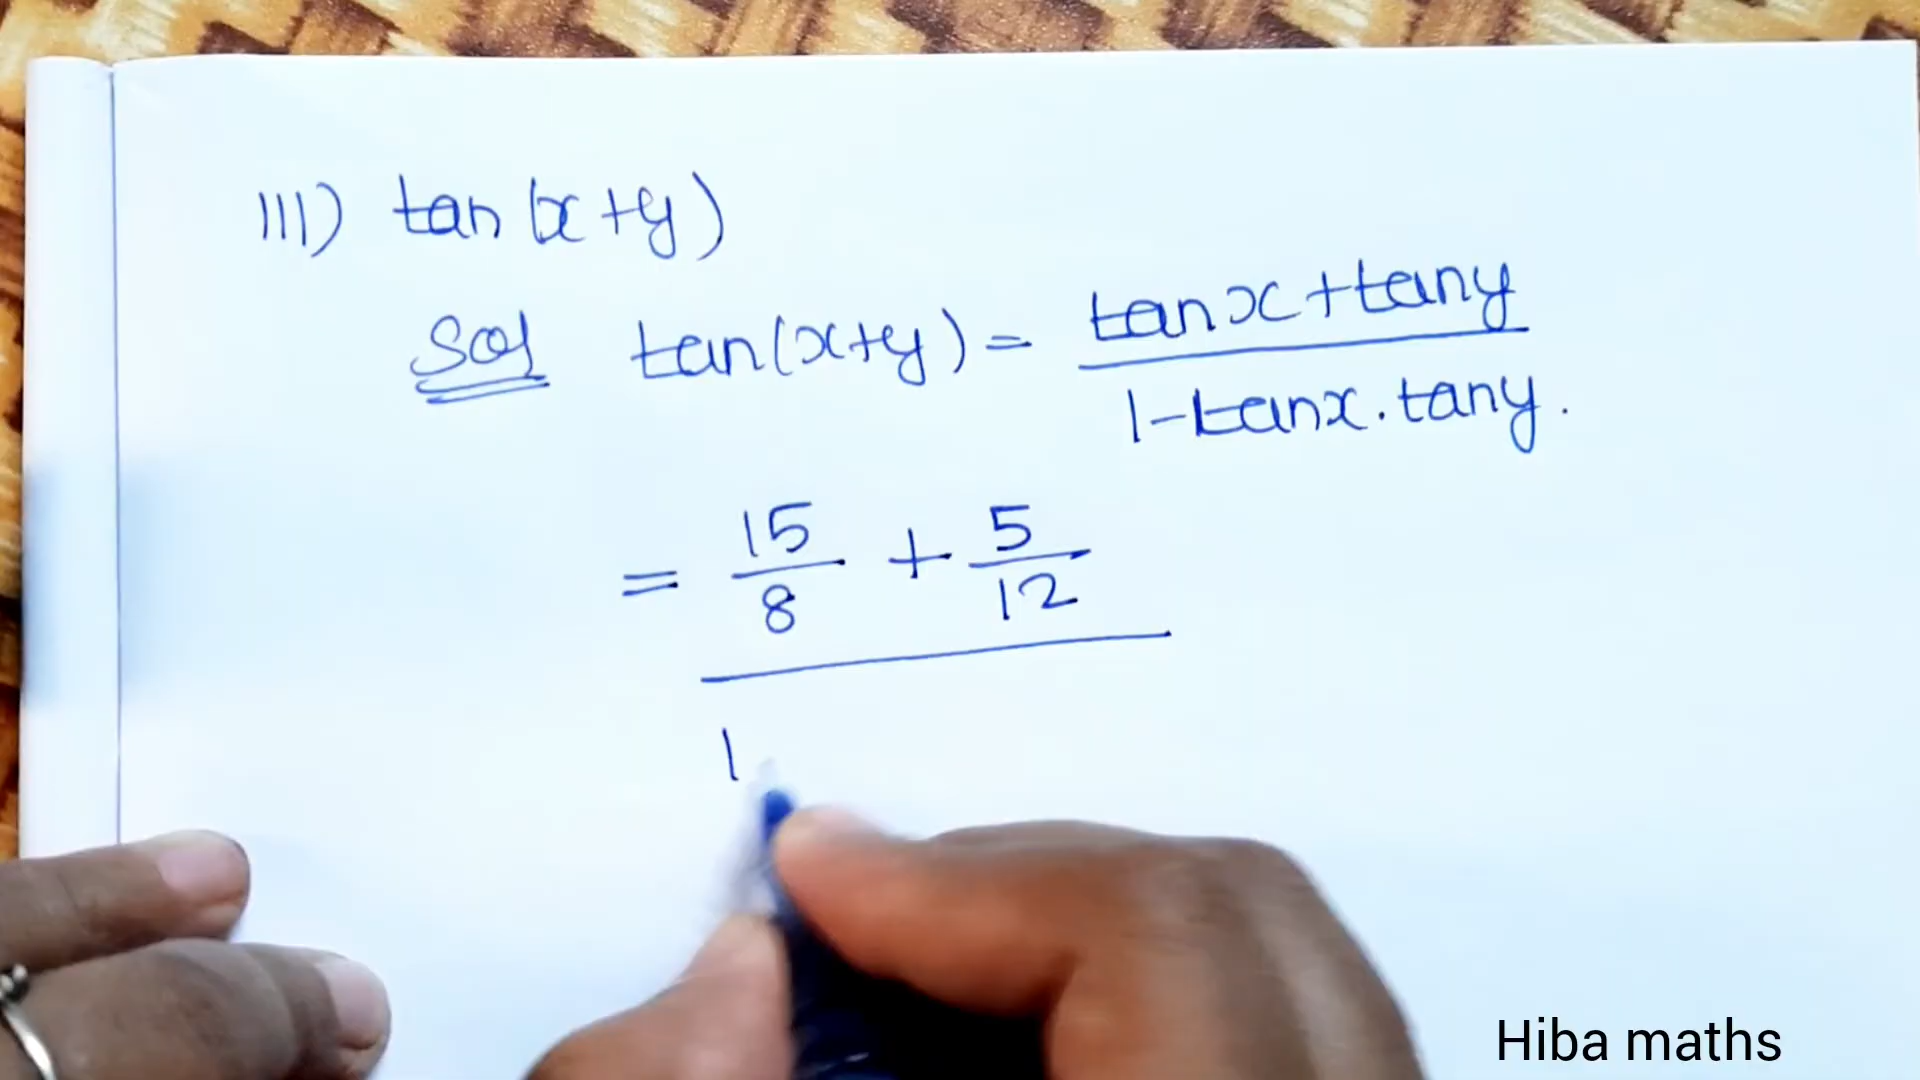 III) tan(x+y)
Sol tan(x+y) = tanx+tany / 1-tanx.tany.
= 15/8 + 5/12
1
Hiba maths